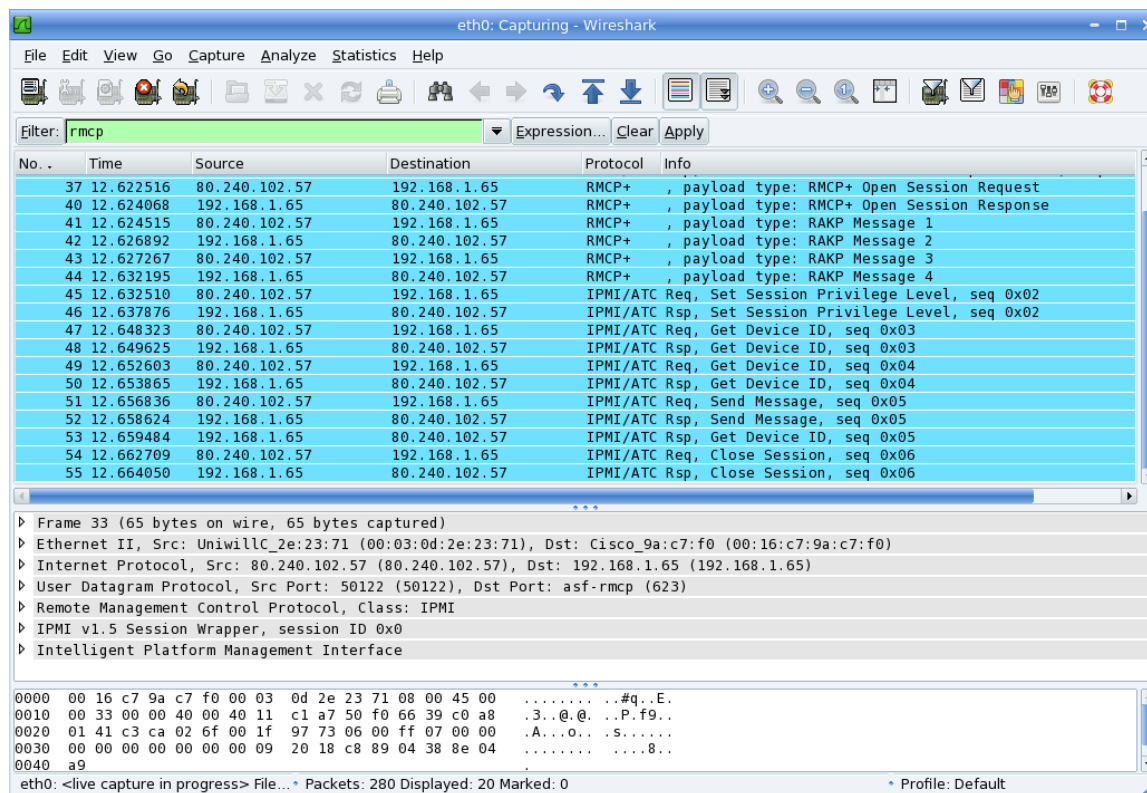 eth0: Capturing - Wireshark
File Edit View Go Capture Analyze Statistics Help
Filter: rmcp Expression... Clear Apply
No. . Time Source Destination Protocol Info
37 12.622516 80.240.102.57 192.168.1.65 RMCP+ , payload type: RMCP+ Open Session Request
40 12.624068 192.168.1.65 80.240.102.57 RMCP+ , payload type: RMCP+ Open Session Response
41 12.624515 80.240.102.57 192.168.1.65 RMCP+ , payload type: RAKP Message 1
42 12.626892 192.168.1.65 80.240.102.57 RMCP+ , payload type: RAKP Message 2
43 12.627267 80.240.102.57 192.168.1.65 RMCP+ , payload type: RAKP Message 3
44 12.632195 192.168.1.65 80.240.102.57 RMCP+ , payload type: RAKP Message 4
45 12.632510 80.240.102.57 192.168.1.65 IPMI/ATC Req, Set Session Privilege Level, seq 0x02
46 12.637876 192.168.1.65 80.240.102.57 IPMI/ATC Rsp, Set Session Privilege Level, seq 0x02
47 12.648323 80.240.102.57 192.168.1.65 IPMI/ATC Req, Get Device ID, seq 0x03
48 12.649625 192.168.1.65 80.240.102.57 IPMI/ATC Rsp, Get Device ID, seq 0x03
49 12.652603 80.240.102.57 192.168.1.65 IPMI/ATC Req, Get Device ID, seq 0x04
50 12.653865 192.168.1.65 80.240.102.57 IPMI/ATC Rsp, Get Device ID, seq 0x04
51 12.656836 80.240.102.57 192.168.1.65 IPMI/ATC Req, Send Message, seq 0x05
52 12.658624 192.168.1.65 80.240.102.57 IPMI/ATC Rsp, Send Message, seq 0x05
53 12.659484 192.168.1.65 80.240.102.57 IPMI/ATC Rsp, Get Device ID, seq 0x05
54 12.662709 80.240.102.57 192.168.1.65 IPMI/ATC Req, Close Session, seq 0x06
55 12.664050 192.168.1.65 80.240.102.57 IPMI/ATC Rsp, Close Session, seq 0x06
Frame 33 (65 bytes on wire, 65 bytes captured)
Ethernet II, Src: UniwillC_2e:23:71 (00:03:0d:2e:23:71), Dst: Cisco_9a:c7:f0 (00:16:c7:9a:c7:f0)
Internet Protocol, Src: 80.240.102.57 (80.240.102.57), Dst: 192.168.1.65 (192.168.1.65)
User Datagram Protocol, Src Port: 50122 (50122), Dst Port: asf-rmcp (623)
Remote Management Control Protocol, Class: IPMI
IPMI v1.5 Session Wrapper, session ID 0x0
Intelligent Platform Management Interface
0000 00 16 c7 9a c7 f0 00 03 0d 2e 23 71 08 00 45 00 ........ ..#q..E.
0010 00 33 00 00 40 00 40 11 c1 a7 50 f0 66 39 c0 a8 .3..@.@. ..P.f9..
0020 01 41 c3 ca 02 6f 00 1f 97 73 06 00 ff 07 00 00 .A...o.. .s......
0030 00 00 00 00 00 00 00 09 20 18 c8 89 04 38 8e 04 ........ ....8..
0040 a9 .
eth0: <live capture in progress> File... Packets: 280 Displayed: 20 Marked: 0 Profile: Default